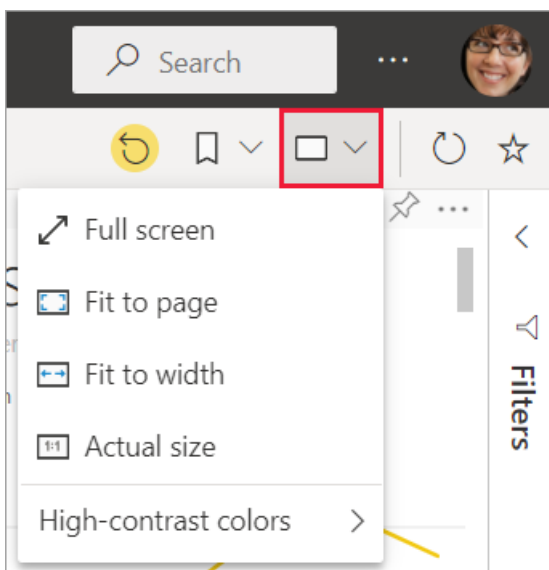 Search
Full screen
Fit to page
Fit to width
1:1 Actual size
High-contrast colors
Filters